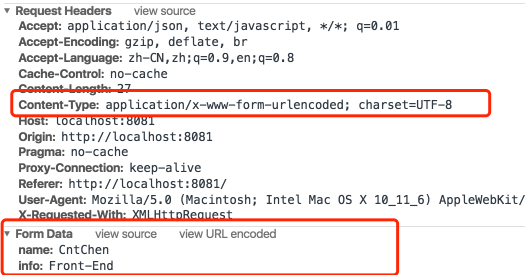 ▼ Request Headers view source
Accept: application/json, text/javascript, */*; q=0.01
Accept-Encoding: gzip, deflate, br
Accept-Language: zh-CN,zh;q=0.9,en;q=0.8
Cache-Control: no-cache
Content-Length: 27
Content-Type: application/x-www-form-urlencoded; charset=UTF-8
Host: localhost:8081
Origin: http://localhost:8081
Pragma: no-cache
Proxy-Connection: keep-alive
Referer: http://localhost:8081/
User-Agent: Mozilla/5.0 (Macintosh; Intel Mac OS X 10_11_6) AppleWebKit/
X-Requested-With: XMLHttpRequest
▼ Form Data view source view URL encoded
name: CntChen
info: Front-End